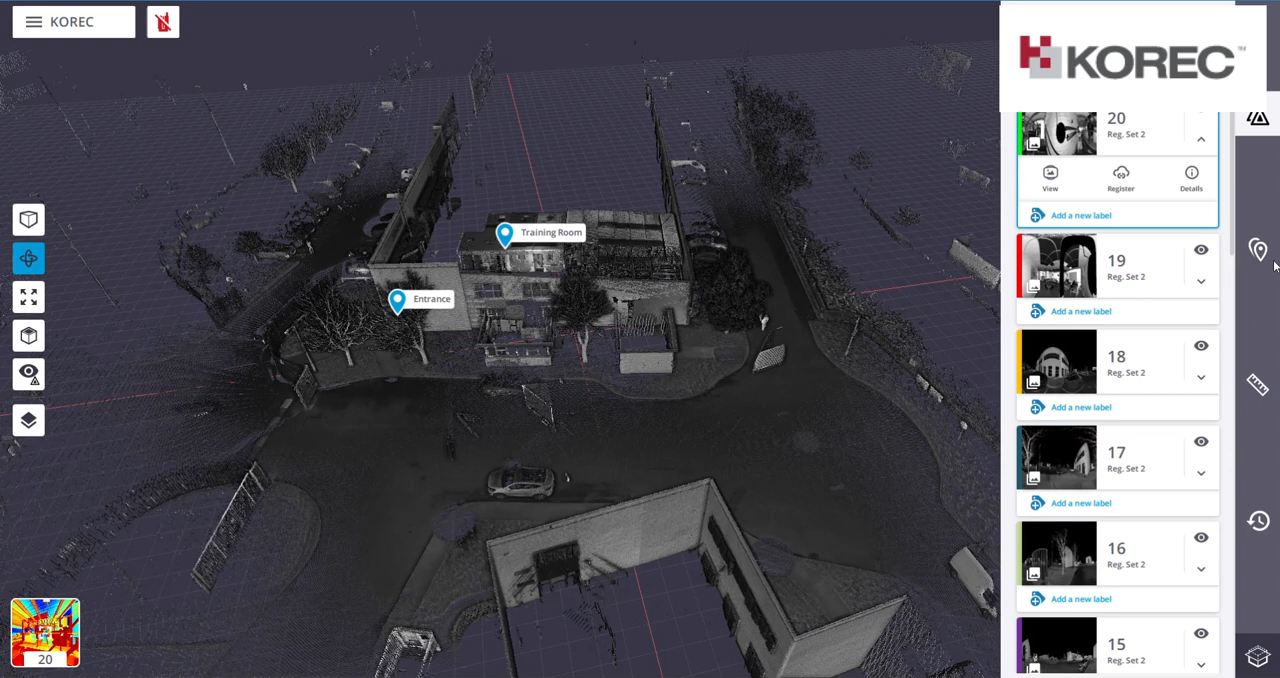 KOREC
KOREC™
20
Reg. Set 2
View
Register
Details
Add a new label
Training Room
19
Reg. Set 2
Entrance
Add a new label
18
Reg. Set 2
Add a new label
17
Reg. Set 2
Add a new label
16
Reg. Set 2
Add a new label
15
Reg. Set 2
20